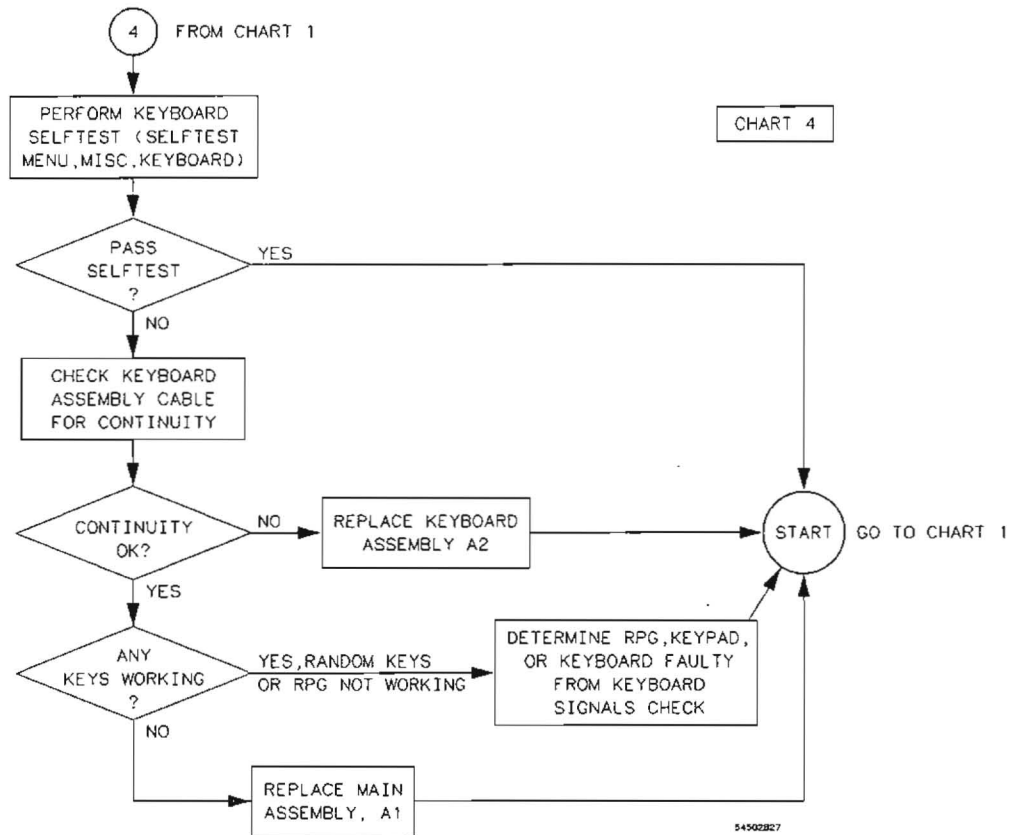 4 FROM CHART 1
PERFORM KEYBOARD
SELFTEST (SELFTEST
MENU,MISC,KEYBOARD)
CHART 4
PASS
SELFTEST
?
YES
NO
CHECK KEYBOARD
ASSEMBLY CABLE
FOR CONTINUITY
CONTINUITY
OK?
NO
REPLACE KEYBOARD
ASSEMBLY A2
START GO TO CHART 1
YES
ANY
KEYS WORKING
?
YES,RANDOM KEYS
OR RPG NOT WORKING
DETERMINE RPG,KEYPAD,
OR KEYBOARD FAULTY
FROM KEYBOARD
SIGNALS CHECK
NO
REPLACE MAIN
ASSEMBLY, A1
54502B27